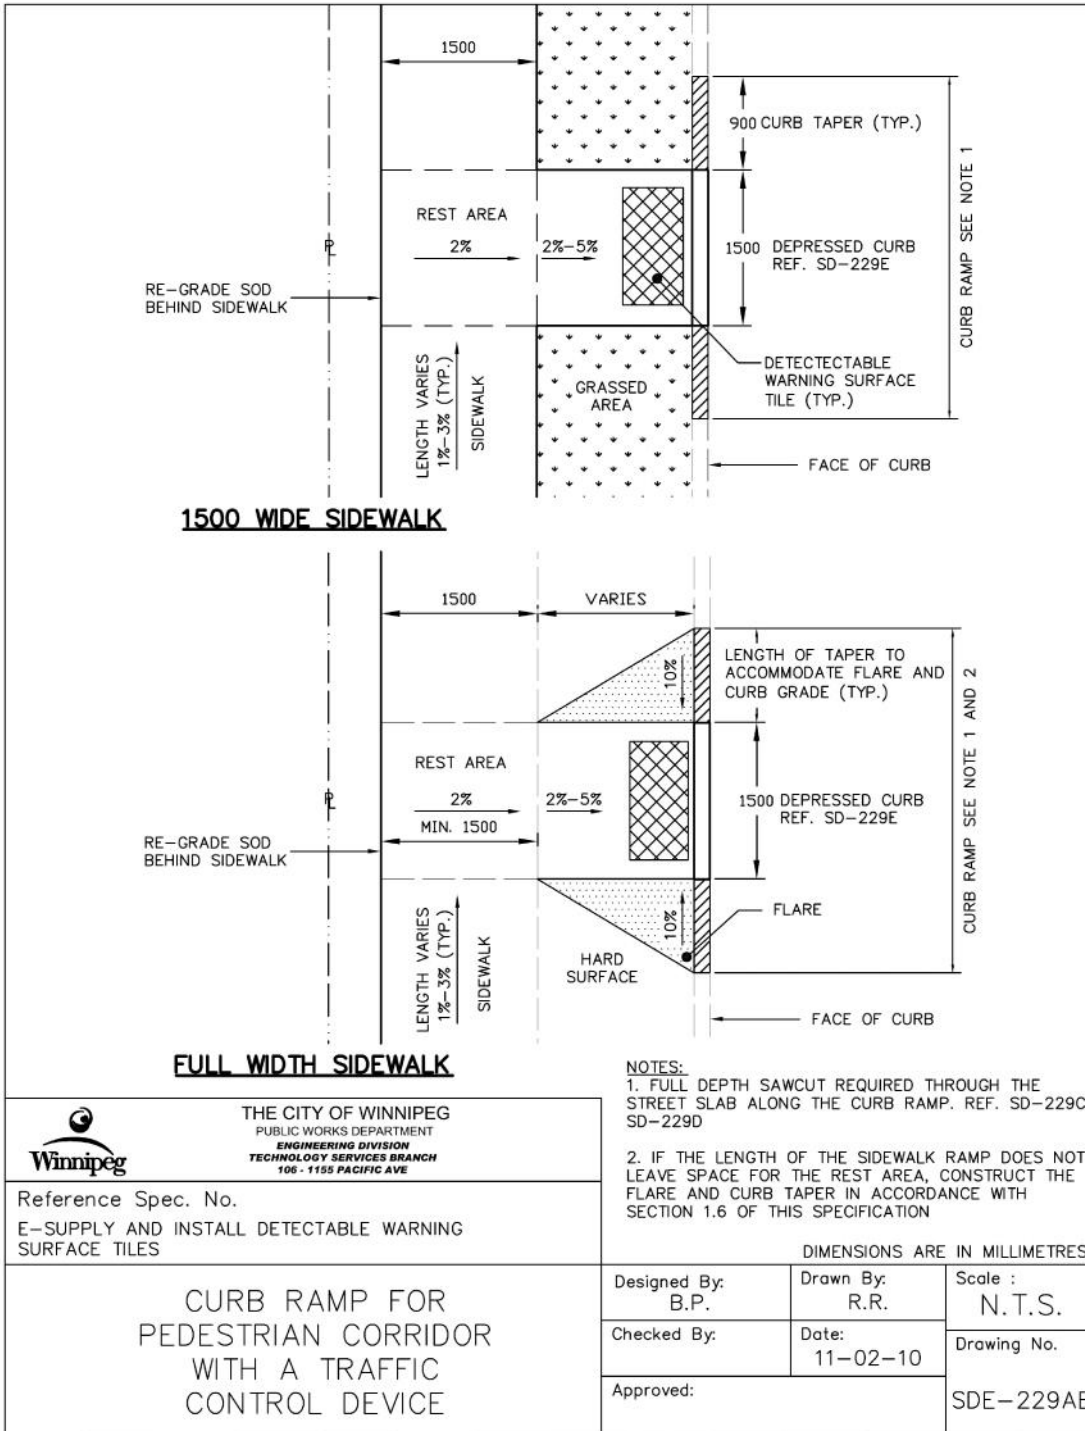 1500
900 CURB TAPER (TYP.)
CURB RAMP SEE NOTE 1
REST AREA
2%
2%-5%
1500 DEPRESSED CURB
REF. SD-229E
PL
RE-GRADE SOD
BEHIND SIDEWALK
LENGTH VARIES
1%-3% (TYP.)
SIDEWALK
GRASSED
AREA
DETECTECTABLE
WARNING SURFACE
TILE (TYP.)
FACE OF CURB
1500 WIDE SIDEWALK
1500
VARIES
LENGTH OF TAPER TO
ACCOMMODATE FLARE AND
CURB GRADE (TYP.)
10%
CURB RAMP SEE NOTE 1 AND 2
REST AREA
2%
2%-5%
MIN. 1500
1500 DEPRESSED CURB
REF. SD-229E
PL
RE-GRADE SOD
BEHIND SIDEWALK
LENGTH VARIES
1%-3% (TYP.)
SIDEWALK
10%
FLARE
HARD
SURFACE
FACE OF CURB
FULL WIDTH SIDEWALK
NOTES:
1. FULL DEPTH SAWCUT REQUIRED THROUGH THE
STREET SLAB ALONG THE CURB RAMP. REF. SD-229C
SD-229D
2. IF THE LENGTH OF THE SIDEWALK RAMP DOES NOT
LEAVE SPACE FOR THE REST AREA, CONSTRUCT THE
FLARE AND CURB TAPER IN ACCORDANCE WITH
SECTION 1.6 OF THIS SPECIFICATION
DIMENSIONS ARE IN MILLIMETRES
Winnipeg
THE CITY OF WINNIPEG
PUBLIC WORKS DEPARTMENT
ENGINEERING DIVISION
TECHNOLOGY SERVICES BRANCH
106 - 1155 PACIFIC AVE
Reference Spec. No.
E-SUPPLY AND INSTALL DETECTABLE WARNING
SURFACE TILES
CURB RAMP FOR
PEDESTRIAN CORRIDOR
WITH A TRAFFIC
CONTROL DEVICE
Designed By:
B.P.
Drawn By:
R.R.
Scale :
N.T.S.
Checked By:
Date:
11-02-10
Drawing No.
SDE-229AE
Approved: